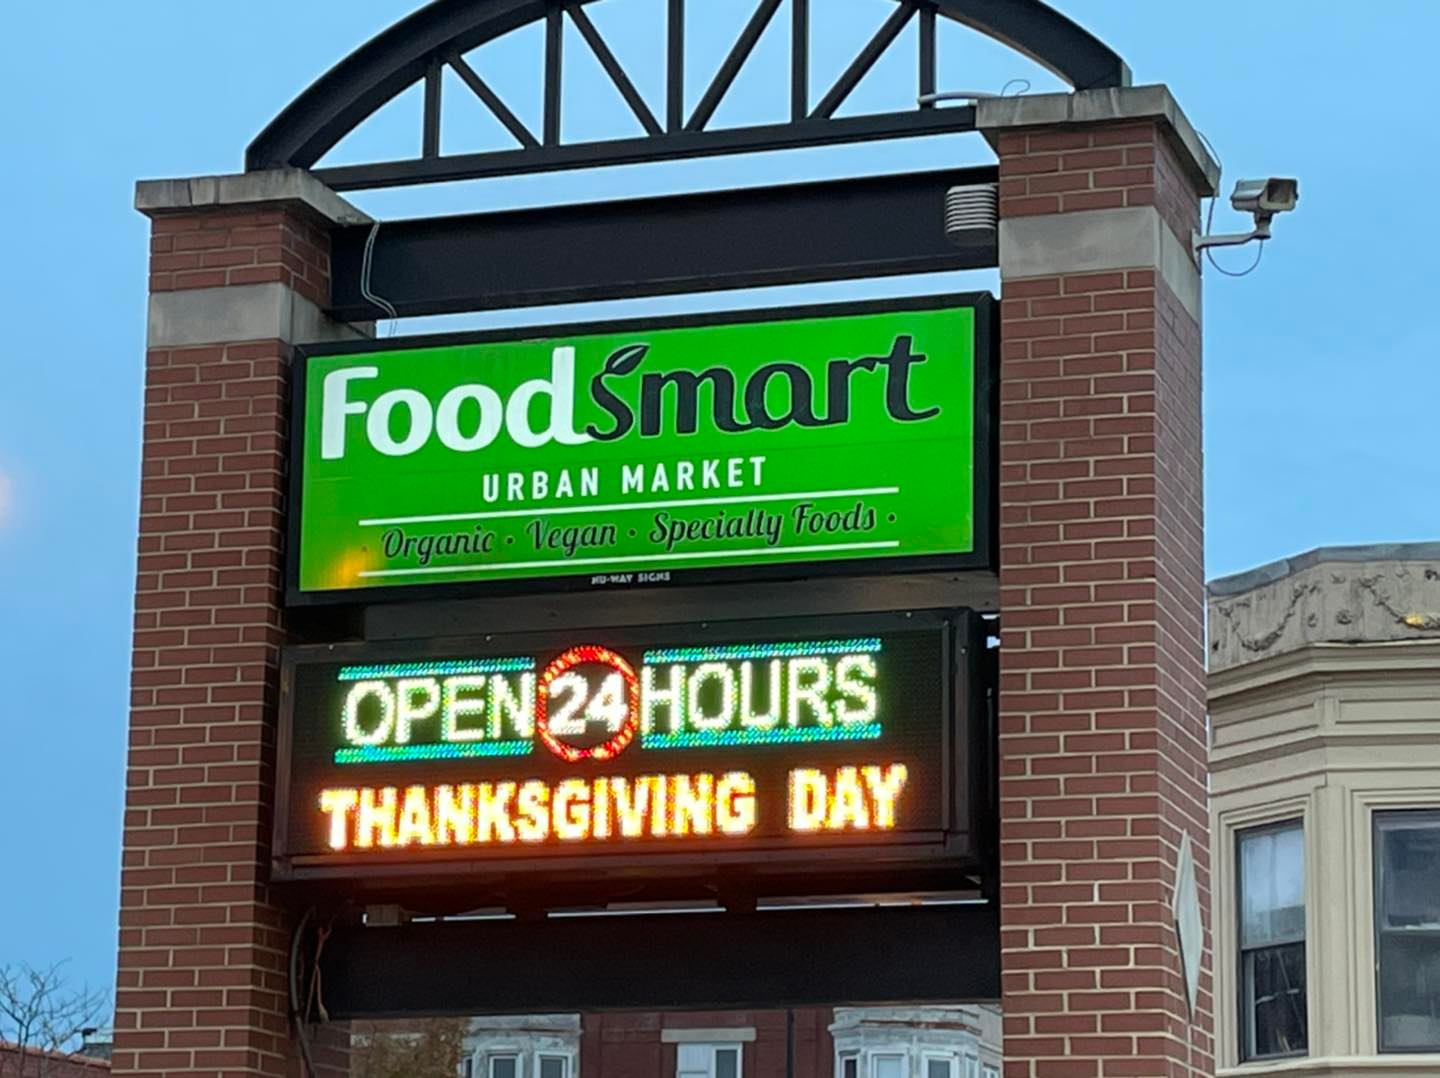 FoodSmart
URBAN MARKET
Organic · Vegan · Specialty Foods ·
NU-WAY SIGNS
OPEN 24 HOURS
THANKSGIVING DAY